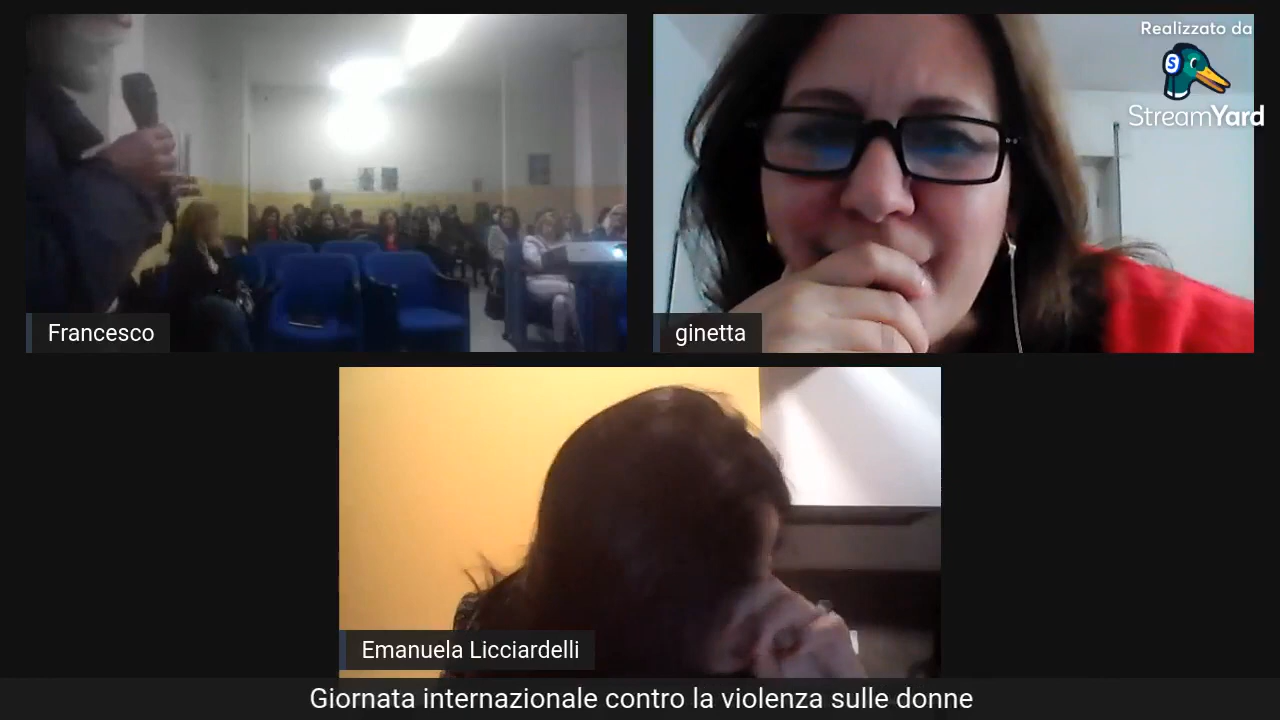 Realizzato da
StreamYard
Francesco
ginetta
Emanuela Licciardelli
Giornata internazionale contro la violenza sulle donne